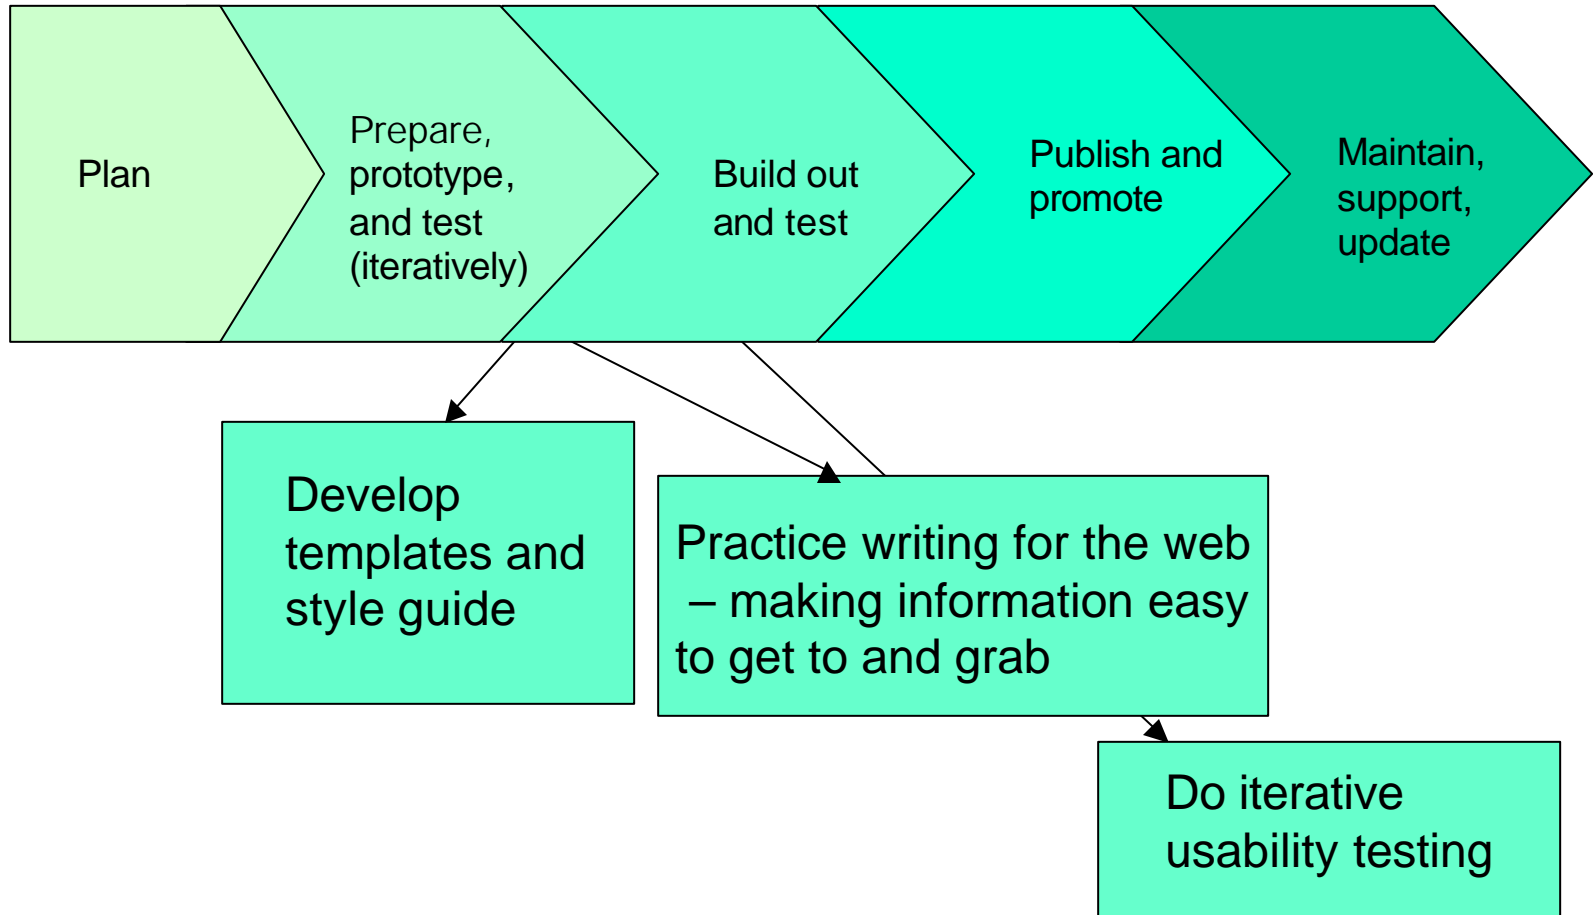 Plan
Prepare,
prototype,
and test
(iteratively)
Build out
and test
Publish and
promote
Maintain,
support,
update
Develop
templates and
style guide
Practice writing for the web
– making information easy
to get to and grab
Do iterative
usability testing